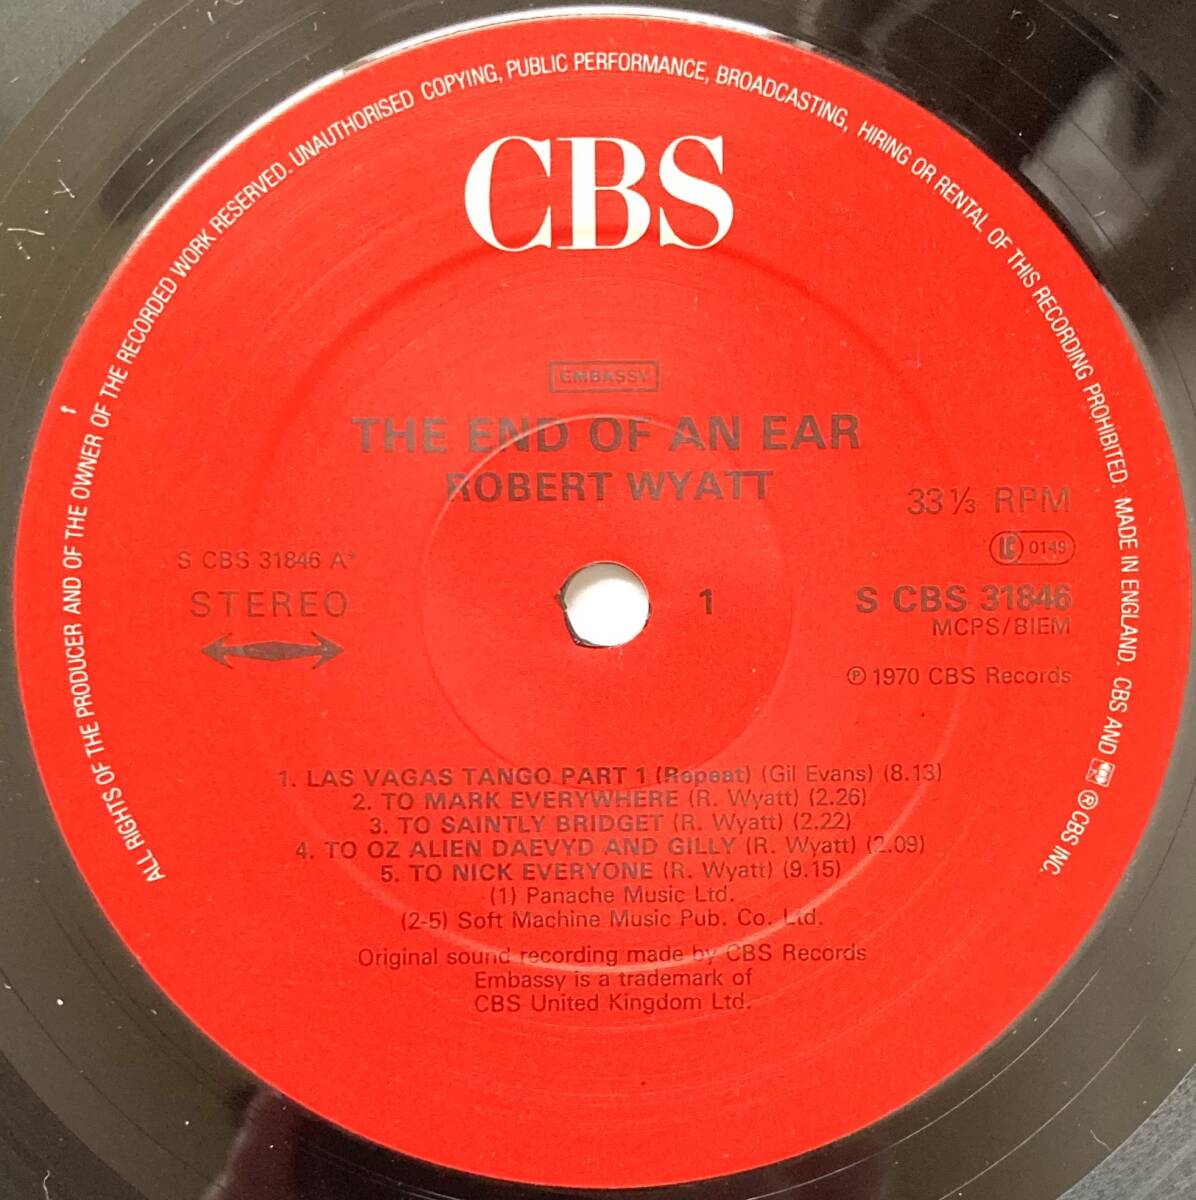 ALL RIGHTS OF THE PRODUCER AND OF THE OWNER OF THE RECORDED WORK RESERVED. UNAUTHORISED COPYING, PUBLIC PERFORMANCE, BROADCASTING, HIRING OR RENTAL OF THIS RECORDING PROHIBITED. MADE IN ENGLAND. CBS AND ® CBS INC.
CBS
EMBASSY
THE END OF AN EAR
ROBERT WYATT
33⅓ RPM
S CBS 31846 A*
STEREO
1
LC 0149
S CBS 31846
MCPS/BIEM
℗ 1970 CBS Records
1. LAS VAGAS TANGO PART 1 (Repeat) (Gil Evans) (8.13)
2. TO MARK EVERYWHERE (R. Wyatt) (2.26)
3. TO SAINTLY BRIDGET (R. Wyatt) (2.22)
4. TO OZ ALIEN DAEVYD AND GILLY (R. Wyatt) (2.09)
5. TO NICK EVERYONE (R. Wyatt) (9.15)
(1) Panache Music Ltd.
(2-5) Soft Machine Music Pub. Co. Ltd.
Original sound recording made by CBS Records
Embassy is a trademark of
CBS United Kingdom Ltd.